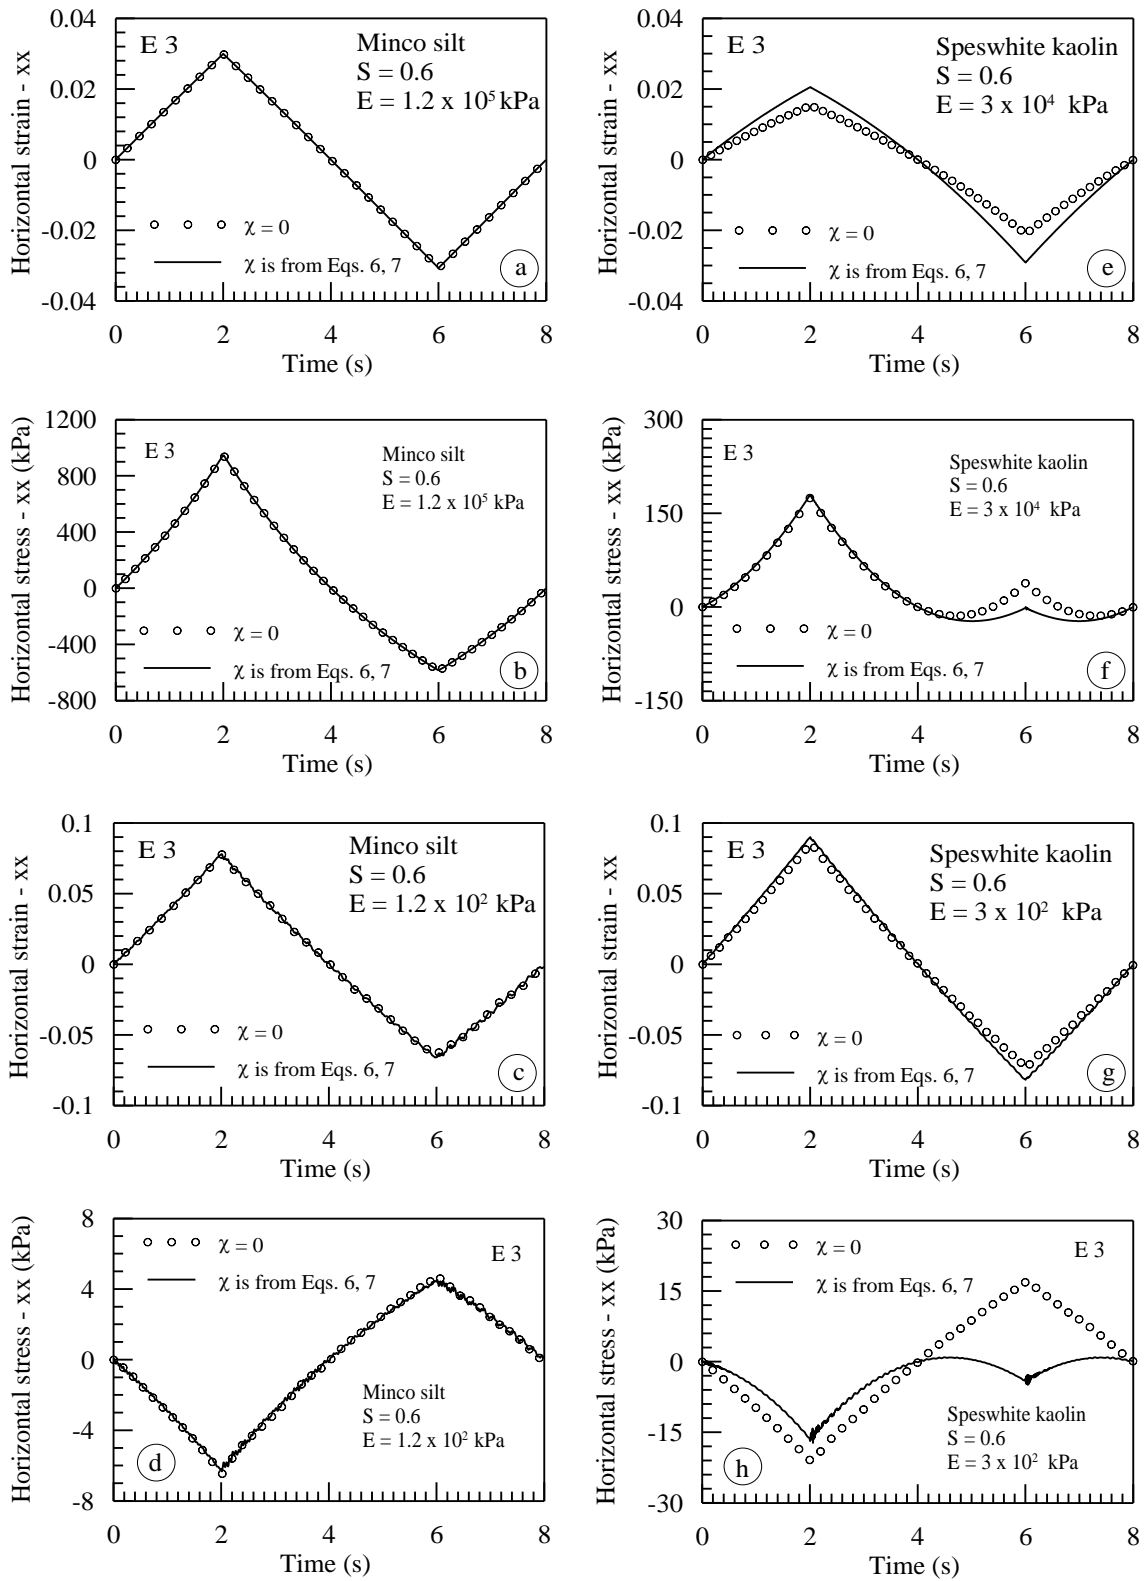 Horizontal strain - xx
0.04
0.02
0
-0.02
-0.04
E 3
Minco silt
S = 0.6
E = 1.2 x 10⁵ kPa
χ = 0
χ is from Eqs. 6, 7
a
0 2 4 6 8
Time (s)
Horizontal strain - xx
0.04
0.02
0
-0.02
-0.04
E 3
Speswhite kaolin
S = 0.6
E = 3 x 10⁴ kPa
χ = 0
χ is from Eqs. 6, 7
e
0 2 4 6 8
Time (s)
Horizontal stress - xx (kPa)
1200
800
400
0
-400
-800
E 3
Minco silt
S = 0.6
E = 1.2 x 10⁵ kPa
χ = 0
χ is from Eqs. 6, 7
b
0 2 4 6 8
Time (s)
Horizontal stress - xx (kPa)
300
150
0
-150
E 3
Speswhite kaolin
S = 0.6
E = 3 x 10⁴ kPa
χ = 0
χ is from Eqs. 6, 7
f
0 2 4 6 8
Time (s)
Horizontal strain - xx
0.1
0.05
0
-0.05
-0.1
E 3
Minco silt
S = 0.6
E = 1.2 x 10² kPa
χ = 0
χ is from Eqs. 6, 7
c
0 2 4 6 8
Time (s)
Horizontal strain - xx
0.1
0.05
0
-0.05
-0.1
E 3
Speswhite kaolin
S = 0.6
E = 3 x 10² kPa
χ = 0
χ is from Eqs. 6, 7
g
0 2 4 6 8
Time (s)
Horizontal stress - xx (kPa)
8
4
0
-4
-8
χ = 0
E 3
χ is from Eqs. 6, 7
Minco silt
S = 0.6
E = 1.2 x 10² kPa
d
0 2 4 6 8
Time (s)
Horizontal stress - xx (kPa)
30
15
0
-15
-30
χ = 0
E 3
χ is from Eqs. 6, 7
Speswhite kaolin
S = 0.6
E = 3 x 10² kPa
h
0 2 4 6 8
Time (s)